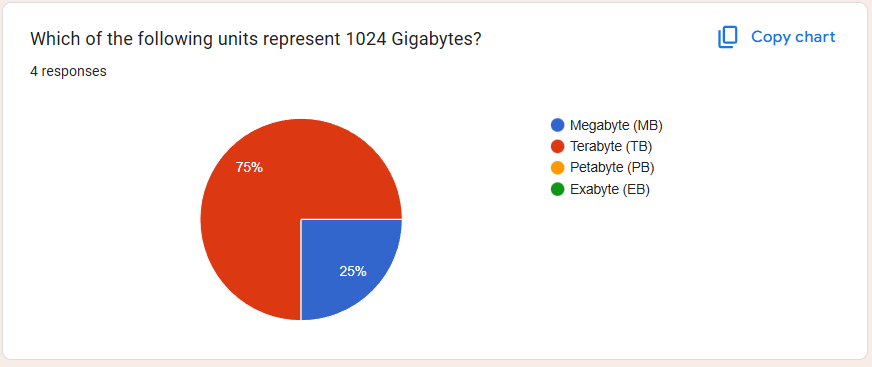 Which of the following units represent 1024 Gigabytes?
Copy chart
4 responses
75%
25%
Megabyte (MB)
Terabyte (TB)
Petabyte (PB)
Exabyte (EB)